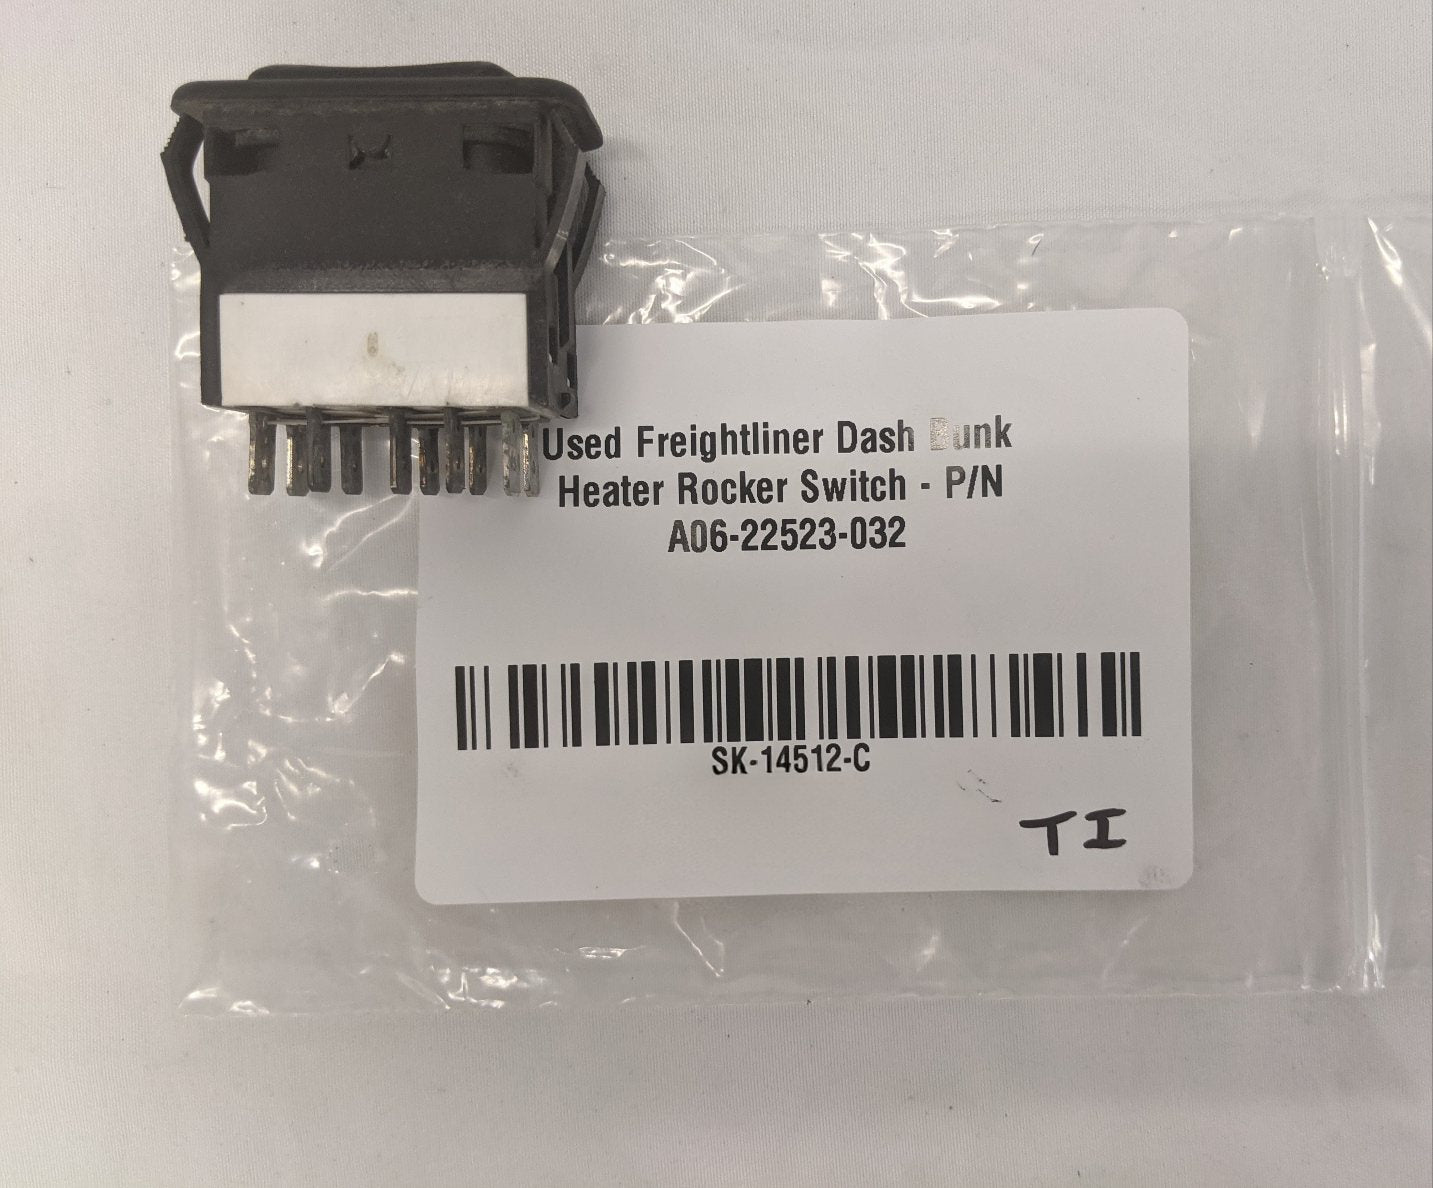 Used Freightliner Dash Bunk
Heater Rocker Switch - P/N
A06-22523-032
SK-14512-C
TI